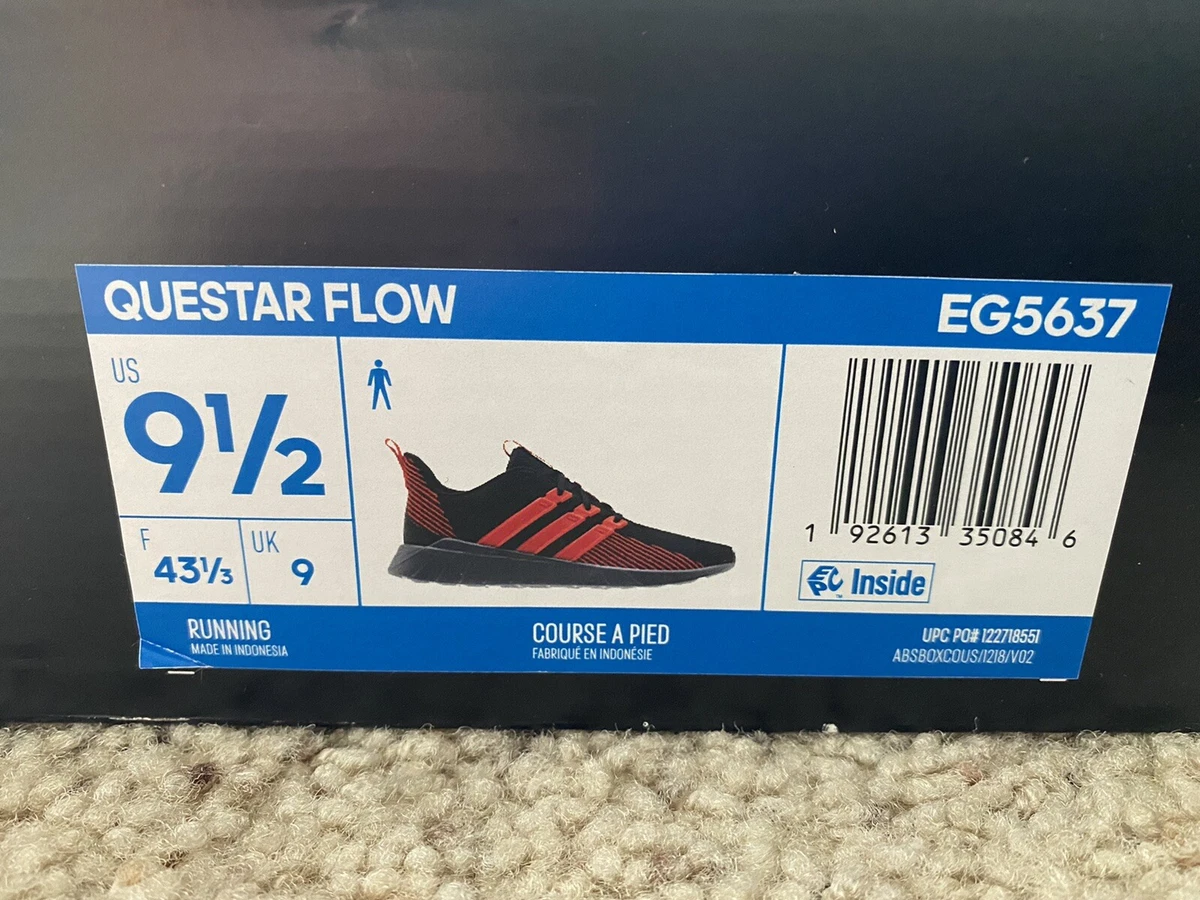 QUESTAR FLOW
EG5637
US
9½
F
43⅓
UK
9
1 92613 35084 6
EPC™ Inside
RUNNING
MADE IN INDONESIA
COURSE A PIED
FABRIQUÉ EN INDONÉSIE
UPC PO# 122718551
ABSBOXCOUS/1218/V02